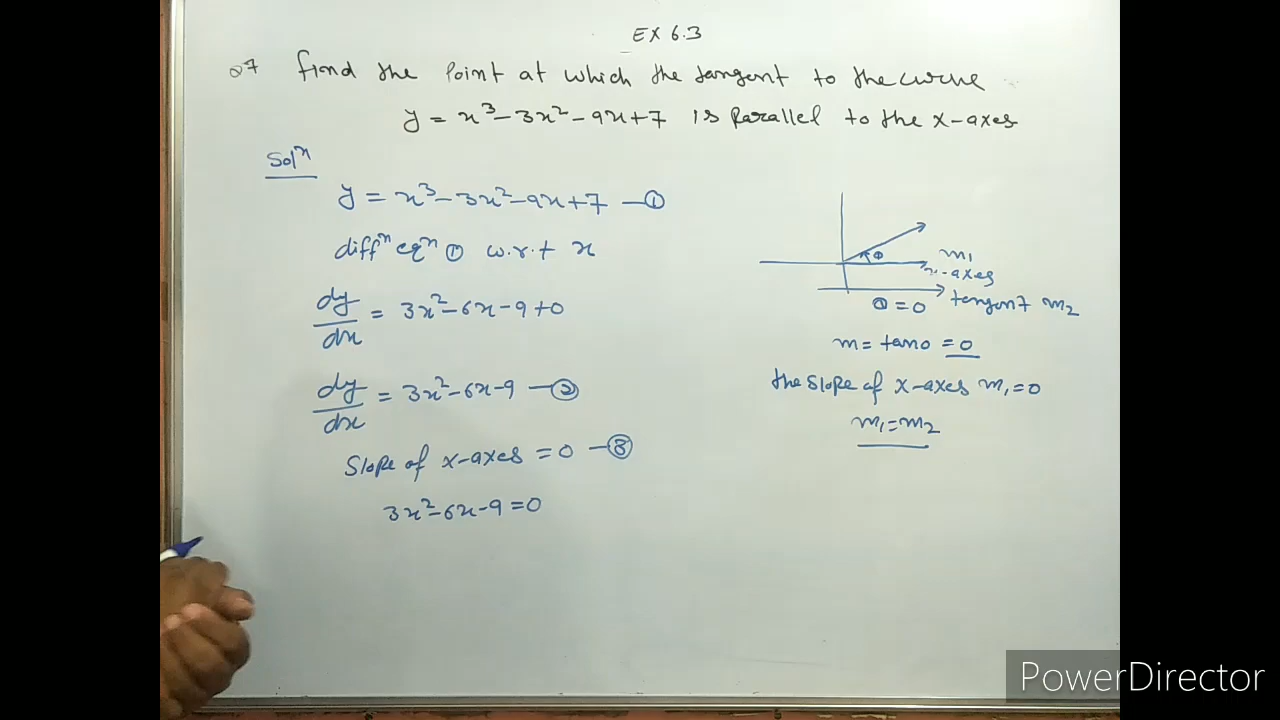 EX 6.3
Q7 Find the Point at which the tangent to the curve
y = x³-3x²-9x+7 is Parallel to the x-axes
Solⁿ
y = x³-3x²-9x+7 —①
diffⁿ eqⁿ ① w.r.t x
dy/dx = 3x²-6x-9+0
dy/dx = 3x²-6x-9 —②
Slope of x-axes = 0 —③
3x²-6x-9=0
θ
m₁
x-axes
θ=0 tangent m₂
m= tan0 =0
the Slope of x-axes m₁=0
m₁=m₂
PowerDirector